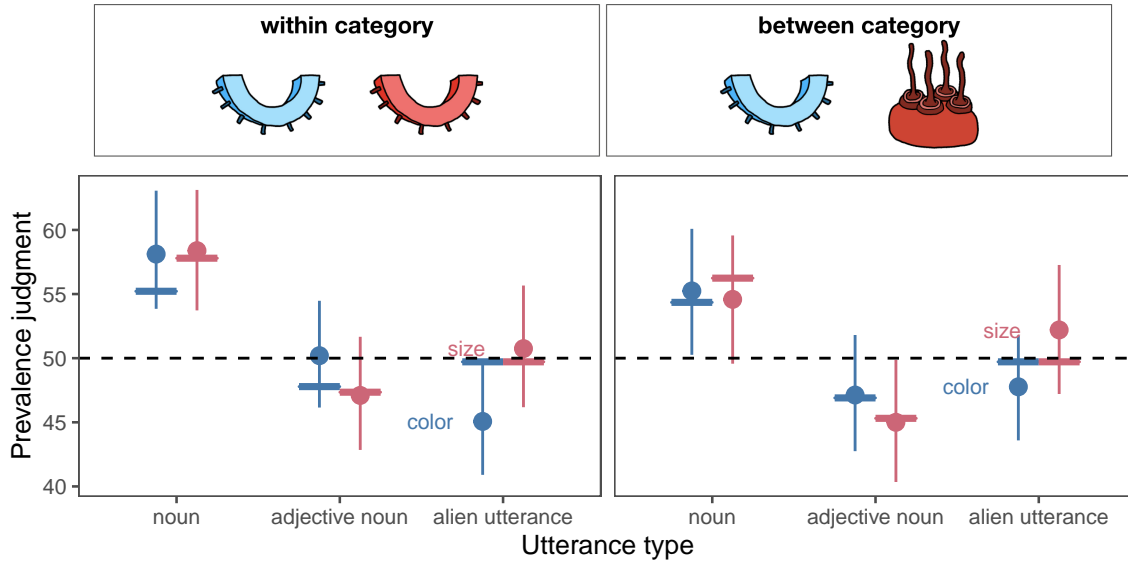 within category
between category
Prevalence judgment
60
55
50
45
40
size
color
size
color
noun
adjective noun
alien utterance
noun
adjective noun
alien utterance
Utterance type